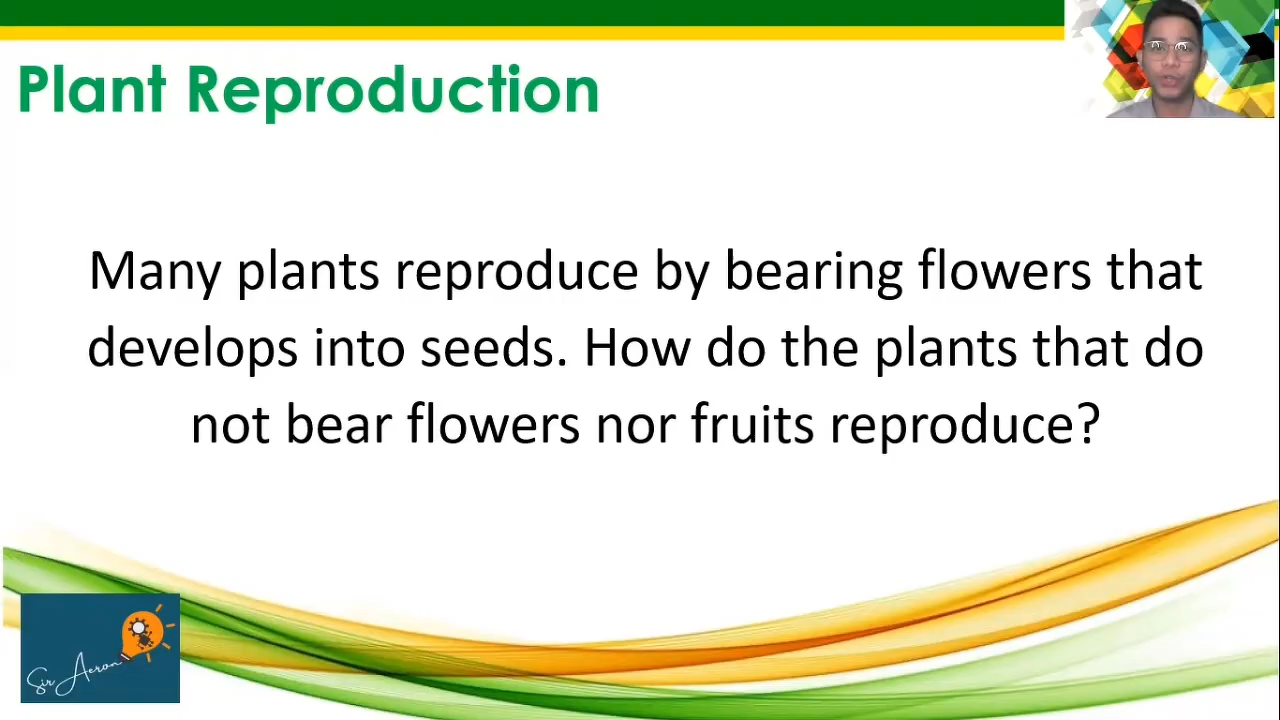 Plant Reproduction
Many plants reproduce by bearing flowers that
develops into seeds. How do the plants that do
not bear flowers nor fruits reproduce?
Sir Aeron